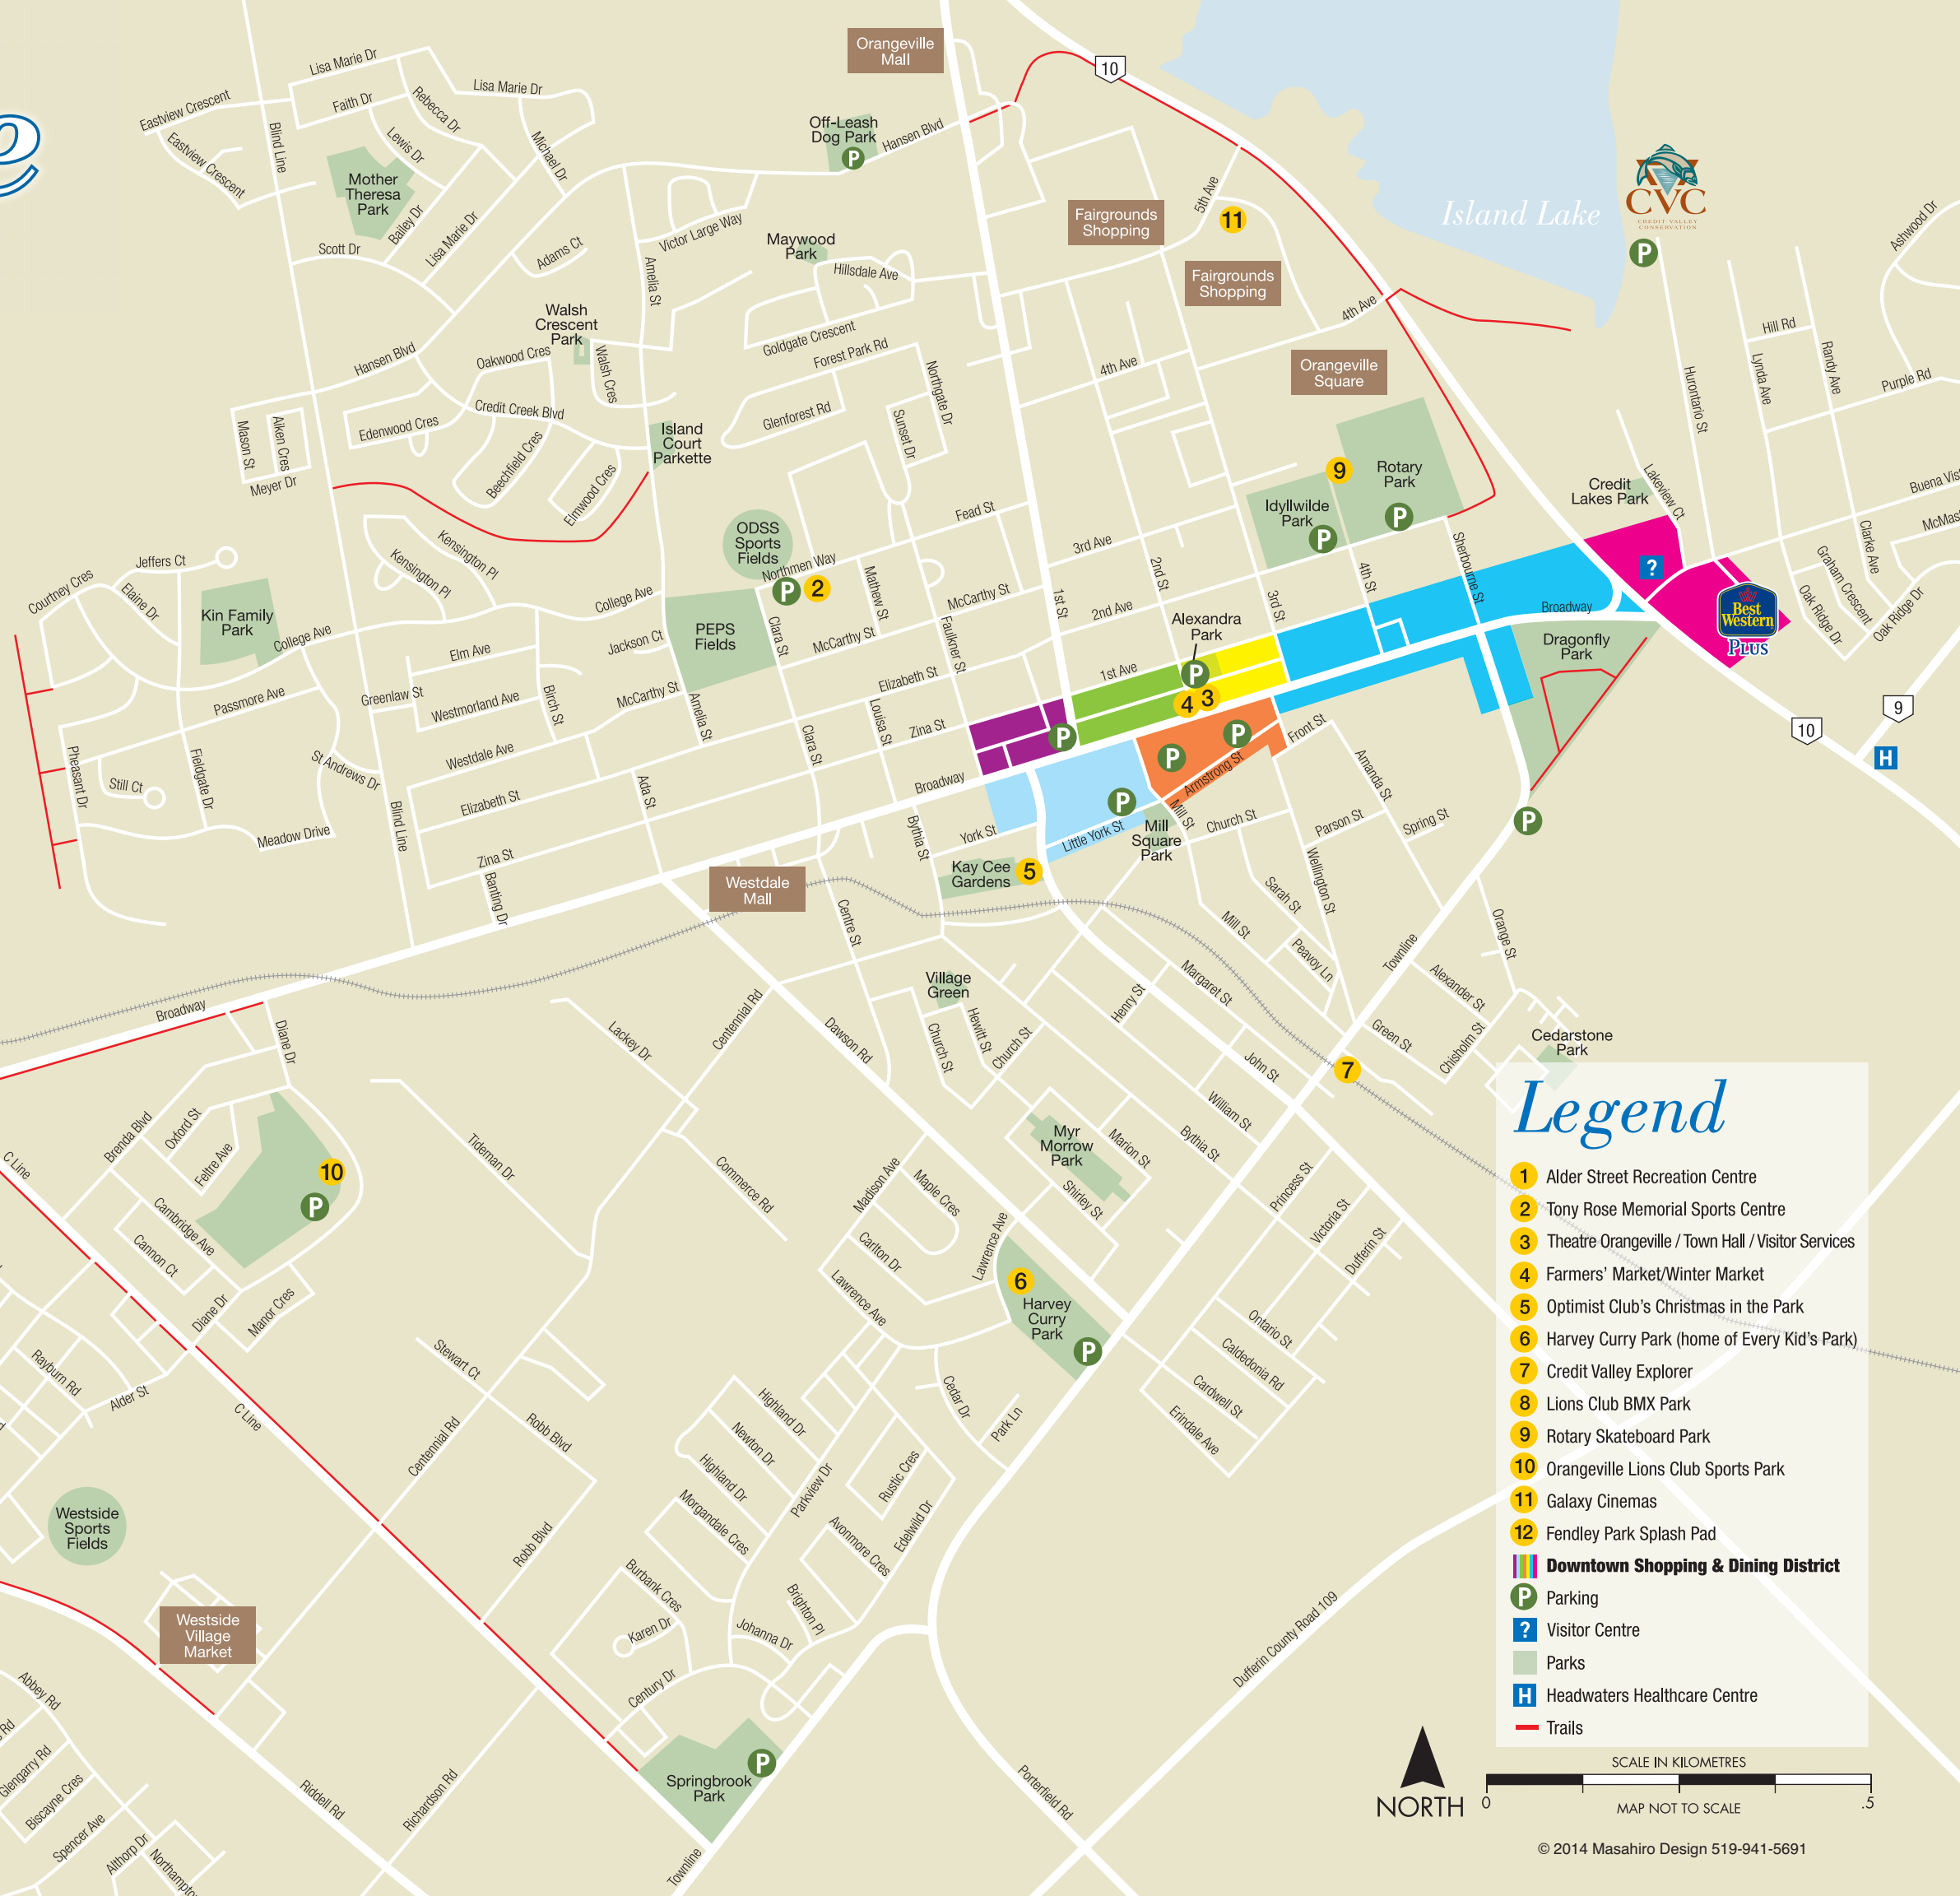 e
Orangeville
Mall
10
Lisa Marie Dr
Lisa Marie Dr
Eastview Crescent
Faith Dr
Rebecca Dr
Blind Line
Lewis Dr
Michael Dr
Eastview Crescent
Off-Leash
Dog Park
P
Hansen Blvd
Mother
Theresa
Park
Bailey Dr
Lisa Marie Dr
Scott Dr
Adams Ct
Victor Large Way
Amelia St
Maywood
Park
Hillsdale Ave
Fairgrounds
Shopping
5th Ave
11
Fairgrounds
Shopping
4th Ave
Island Lake
CVC
CREDIT VALLEY
CONSERVATION
P
Ashwood Dr
Walsh
Crescent
Park
Goldgate Crescent
Forest Park Rd
Hansen Blvd
Oakwood Cres
Walsh Cres
Northgate Dr
4th Ave
Orangeville
Square
Hill Rd
Hurontario St
Lynda Ave
Randy Ave
Purple Rd
Mason St
Aiken Cres
Meyer Dr
Edenwood Cres
Credit Creek Blvd
Beechfield Cres
Elmwood Cres
Island
Court
Parkette
Glenforest Rd
Sunset Dr
9
Rotary
Park
P
Idyllwilde
Park
P
Credit
Lakes Park
Lakeview Ct
Buena Vis
McMas
ODSS
Sports
Fields
Northmen Way
P
2
Fead St
3rd Ave
2nd St
Sherbourne St
4th St
?
Clarke Ave
Graham Crescent
Oak Ridge Dr
Oak Ridge Dr
Best
Western
PLUS
Jeffers Ct
Courtney Cres
Elaine Dr
Kin Family
Park
College Ave
Kensington Pl
Kensington Pl
College Ave
Jackson Ct
PEPS
Fields
Clara St
Mathew St
McCarthy St
McCarthy St
Faulkner St
1st St
2nd Ave
Alexandra
Park
3rd St
Broadway
Dragonfly
Park
Elm Ave
Greenlaw St
Westmorland Ave
Birch St
McCarthy St
Amelia St
Elizabeth St
Louisa St
Zina St
1st Ave
P
4
3
Passmore Ave
Pheasant Dr
Still Ct
Fieldgate Dr
St Andrews Dr
Westdale Ave
Clara St
Ada St
Elizabeth St
Blind Line
Meadow Drive
Zina St
Banting Dr
Broadway
P
P
P
Front St
Armstrong St
Amanda St
P
Mill St
Little York St
York St
Bythia St
Church St
Parson St
Spring St
Mill
Square
Park
P
10
9
H
Westdale
Mall
Kay Cee
Gardens
5
Wellington St
Sarah St
Mill St
Peavoy Ln
Orange St
Townline
Centre St
Village
Green
Margaret St
Alexander St
Henry St
Green St
Chisholm St
Cedarstone
Park
Broadway
Diane Dr
Lackey Dr
Centennial Rd
Dawson Rd
Church St
Hewitt St
Church St
John St
7
Brenda Blvd
Oxford St
Feltre Ave
10
P
C Line
Cambridge Ave
Cannon Ct
Diane Dr
Manor Cres
Tideman Dr
Commerce Rd
Myr
Morrow
Park
Marion St
Shirley St
William St
Bythia St
Princess St
Victoria St
Dufferin St
Madison Ave
Maple Cres
Carlton Dr
Lawrence Ave
Lawrence Ave
6
Harvey
Curry
Park
P
Ontario St
Caldedonia Rd
Cardwell St
Erindale Ave
Rayburn Rd
Alder St
C Line
Stewart Ct
Robb Blvd
Centennial Rd
Robb Blvd
Cedar Dr
Park Ln
Highland Dr
Newton Dr
Highland Dr
Parkview Dr
Rustic Cres
Morgandale Cres
Avonmore Cres
Edelwild Dr
Burbank Cres
Karen Dr
Brighton Pl
Johanna Dr
Century Dr
Westside
Sports
Fields
Westside
Village
Market
Abbey Rd
Rd
Glengarry Rd
Biscayne Cres
Spencer Ave
Althorp Dr
Northampto
Riddell Rd
Richardson Rd
Springbrook
Park
P
Townline
Porterfield Rd
Dufferin County Road 109
Legend
1 Alder Street Recreation Centre
2 Tony Rose Memorial Sports Centre
3 Theatre Orangeville / Town Hall / Visitor Services
4 Farmers' Market/Winter Market
5 Optimist Club's Christmas in the Park
6 Harvey Curry Park (home of Every Kid's Park)
7 Credit Valley Explorer
8 Lions Club BMX Park
9 Rotary Skateboard Park
10 Orangeville Lions Club Sports Park
11 Galaxy Cinemas
12 Fendley Park Splash Pad
Downtown Shopping & Dining District
P Parking
? Visitor Centre
Parks
H Headwaters Healthcare Centre
Trails
NORTH
SCALE IN KILOMETRES
0 .5
MAP NOT TO SCALE
© 2014 Masahiro Design 519-941-5691